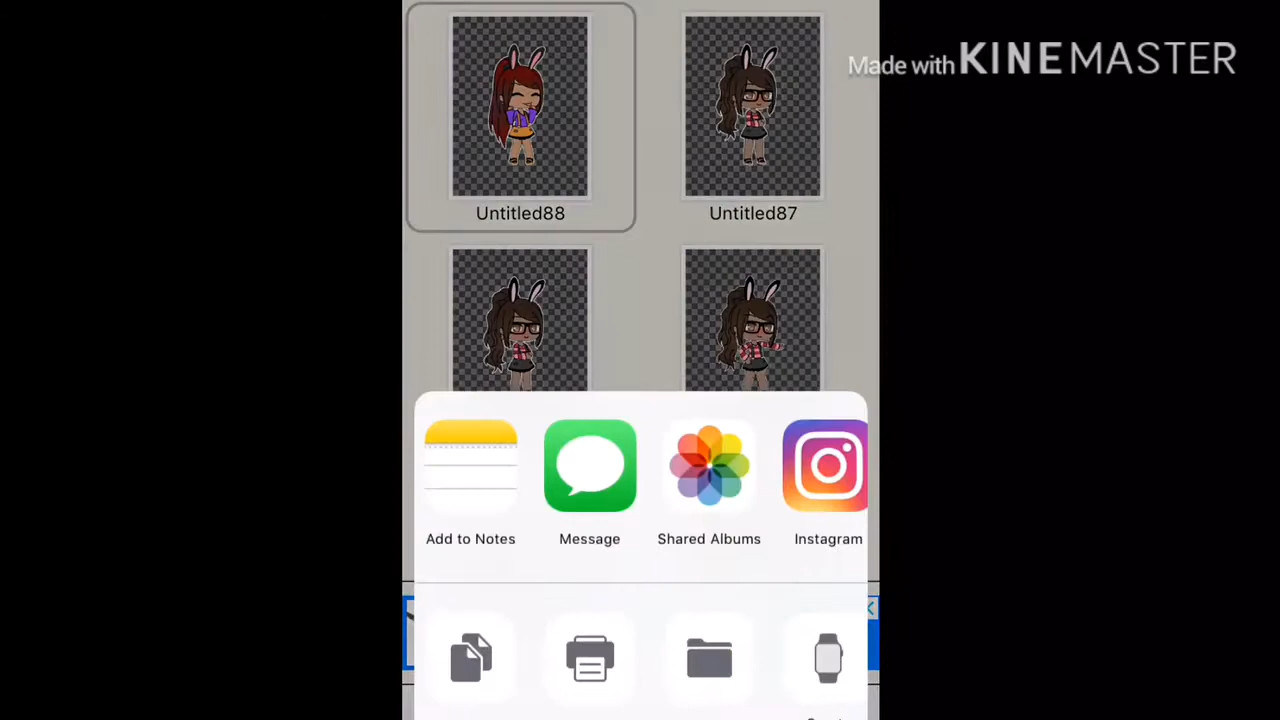 Made with KINEMASTER
Untitled88
Untitled87
Add to Notes
Message
Shared Albums
Instagram